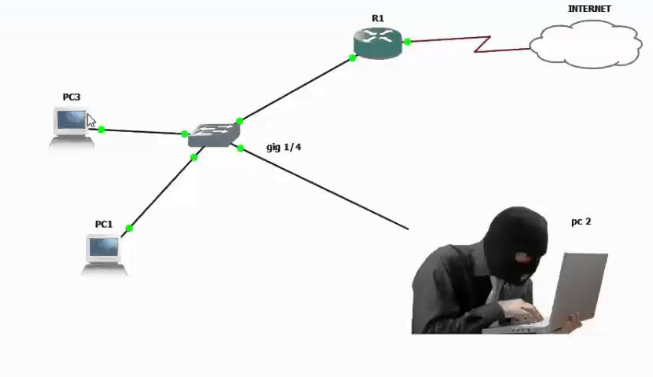 INTERNET
R1
PC3
gig 1/4
pc 2
PC1